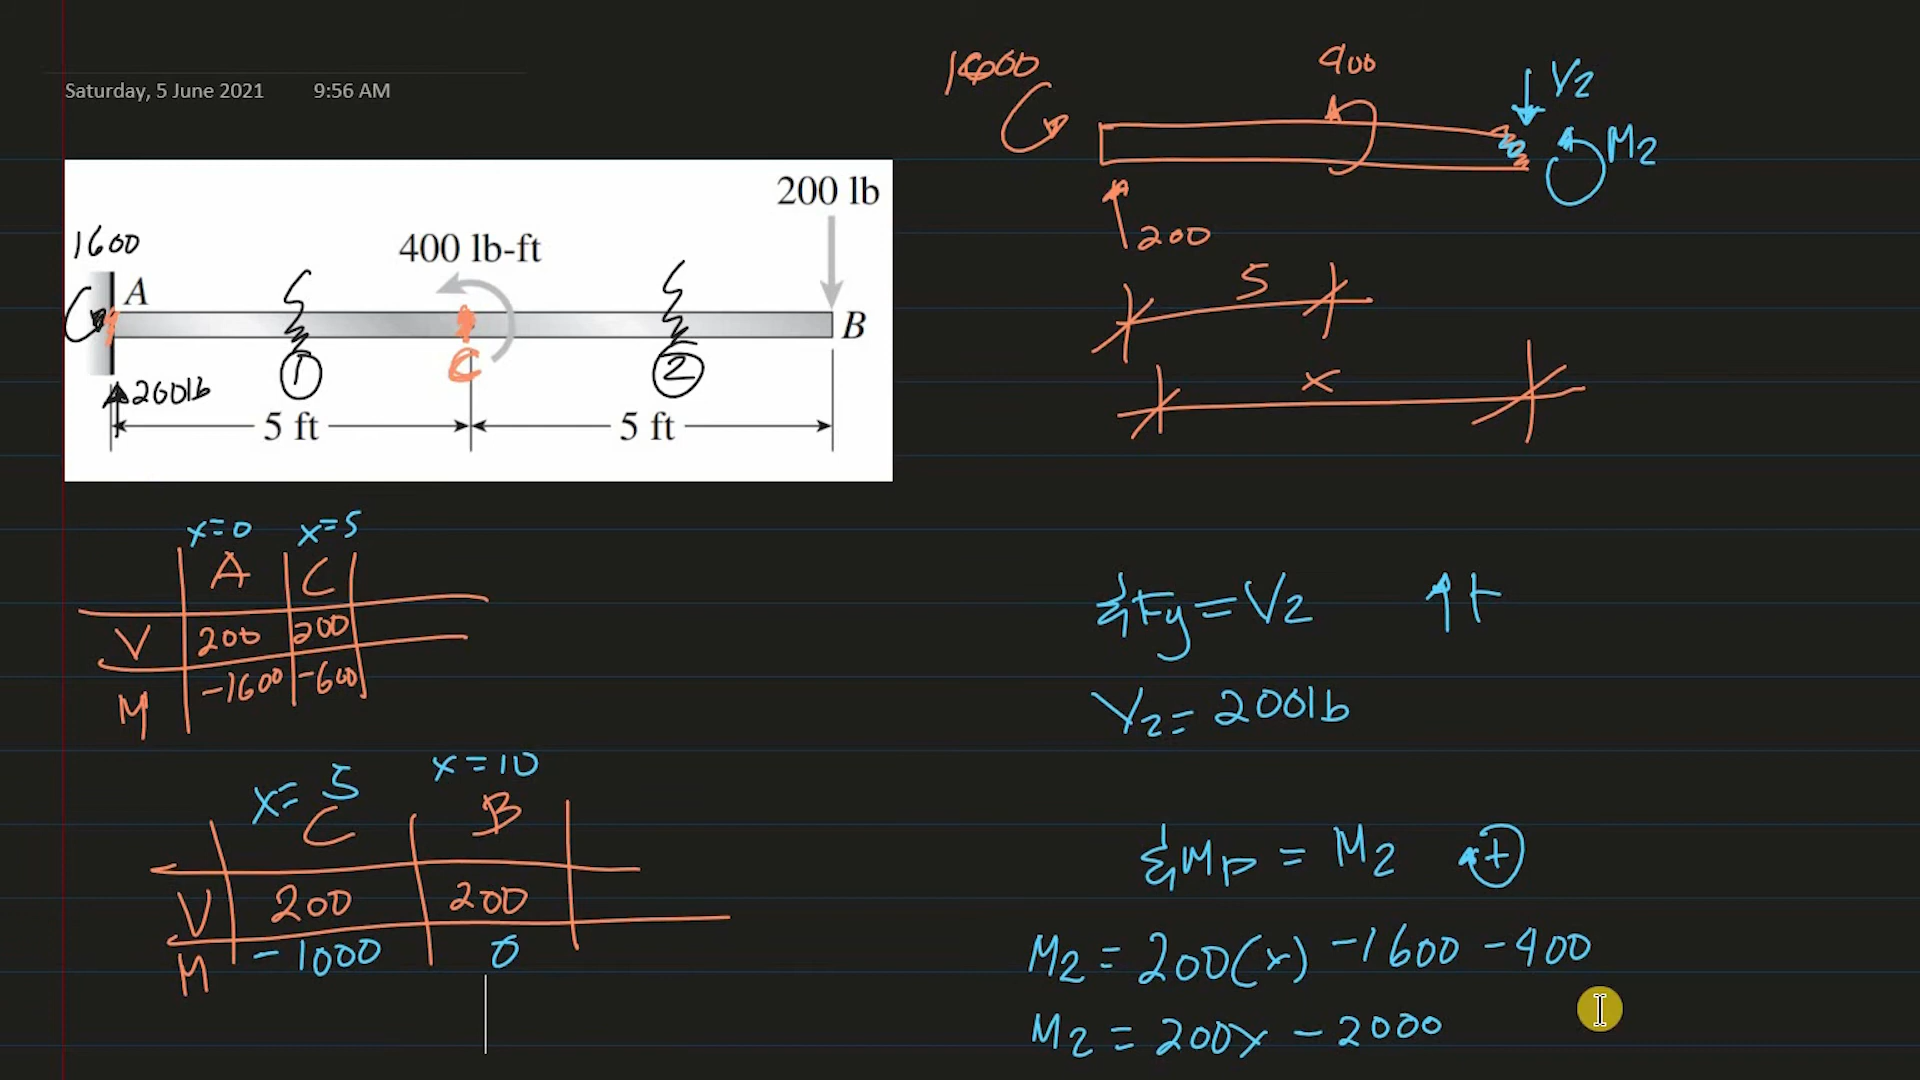 Saturday, 5 June 2021 9:56 AM
200 lb
1600
400 lb-ft
A
B
C
1
2
200lb
5 ft
5 ft
x=0 x=5
A C
V 200 200
M -1600 -600
x= 5 x=10
C B
V 200 200
M -1000 0
1600
400
V2
M2
200
5
x
ΣFy = V2 ↑+
V2 = 200lb
ΣMP = M2 +
M2 = 200(x) -1600 -400
M2 = 200x - 2000